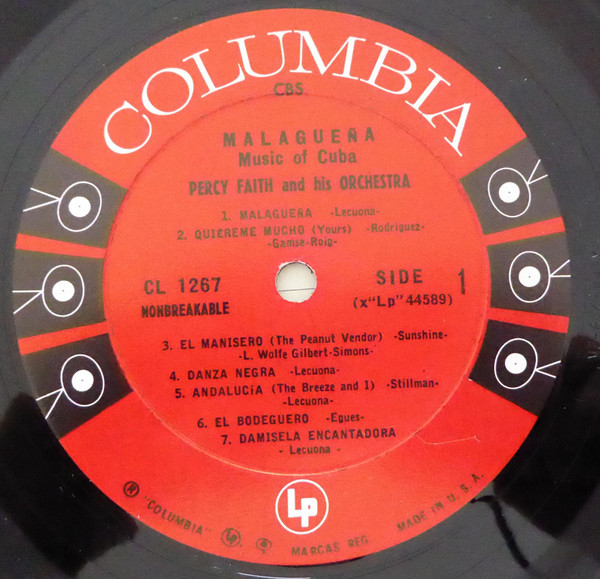 COLUMBIA
CBS
MALAGUEÑA
Music of Cuba
PERCY FAITH and his ORCHESTRA
1. MALAGUEÑA -Lecuona-
2. QUIEREME MUCHO (Yours) -Rodriguez-
-Gamse-Roig-
CL 1267
NONBREAKABLE
SIDE 1
(x"Lp"44589)
3. EL MANISERO (The Peanut Vendor) -Sunshine-
-L. Wolfe Gilbert-Simons-
4. DANZA NEGRA -Lecuona-
5. ANDALUCíA (The Breeze and I) -Stillman-
-Lecuona-
6. EL BODEGUERO -Egues-
7. DAMISELA ENCANTADORA
- Lecuona -
Lp
® "COLUMBIA" Lp MARCAS REG. MADE IN U.S.A.